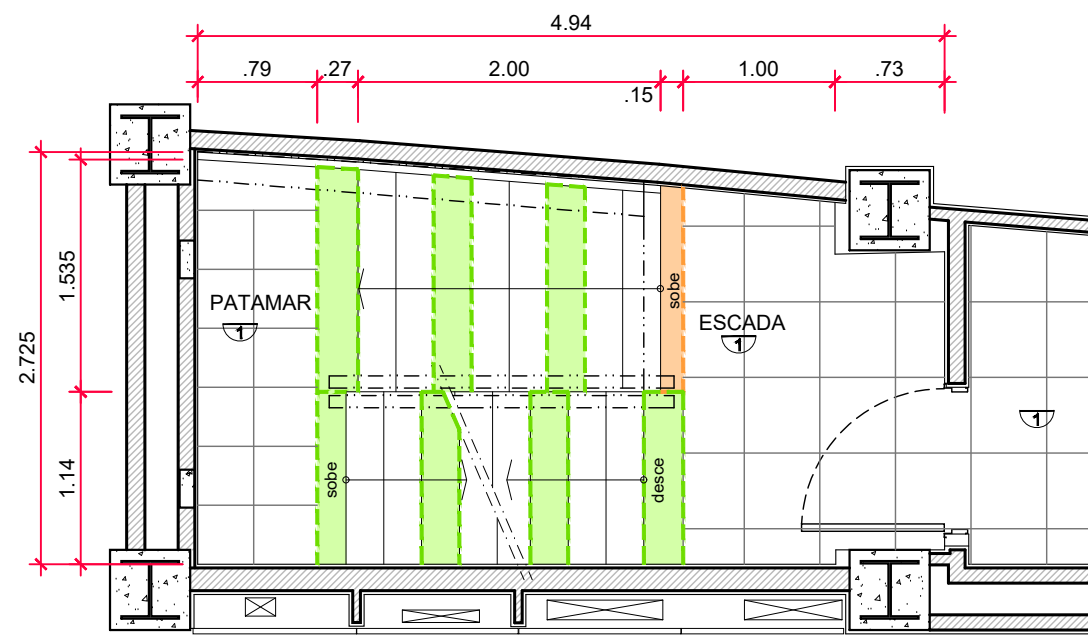 4.94
.79
.27
2.00
.15
1.00
.73
2.725
1.535
1.14
PATAMAR
1
sobe
ESCADA
1
1
sobe
desce